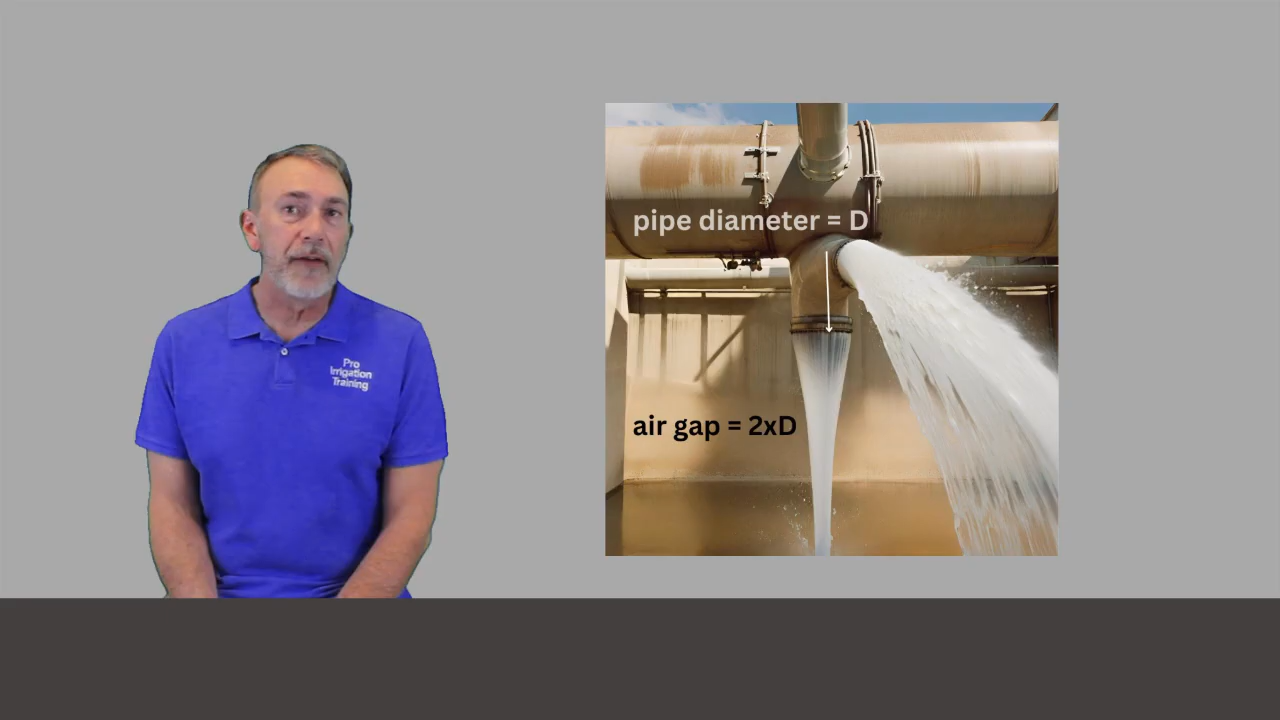 Pro
Irrigation
Training
pipe diameter = D
air gap = 2xD